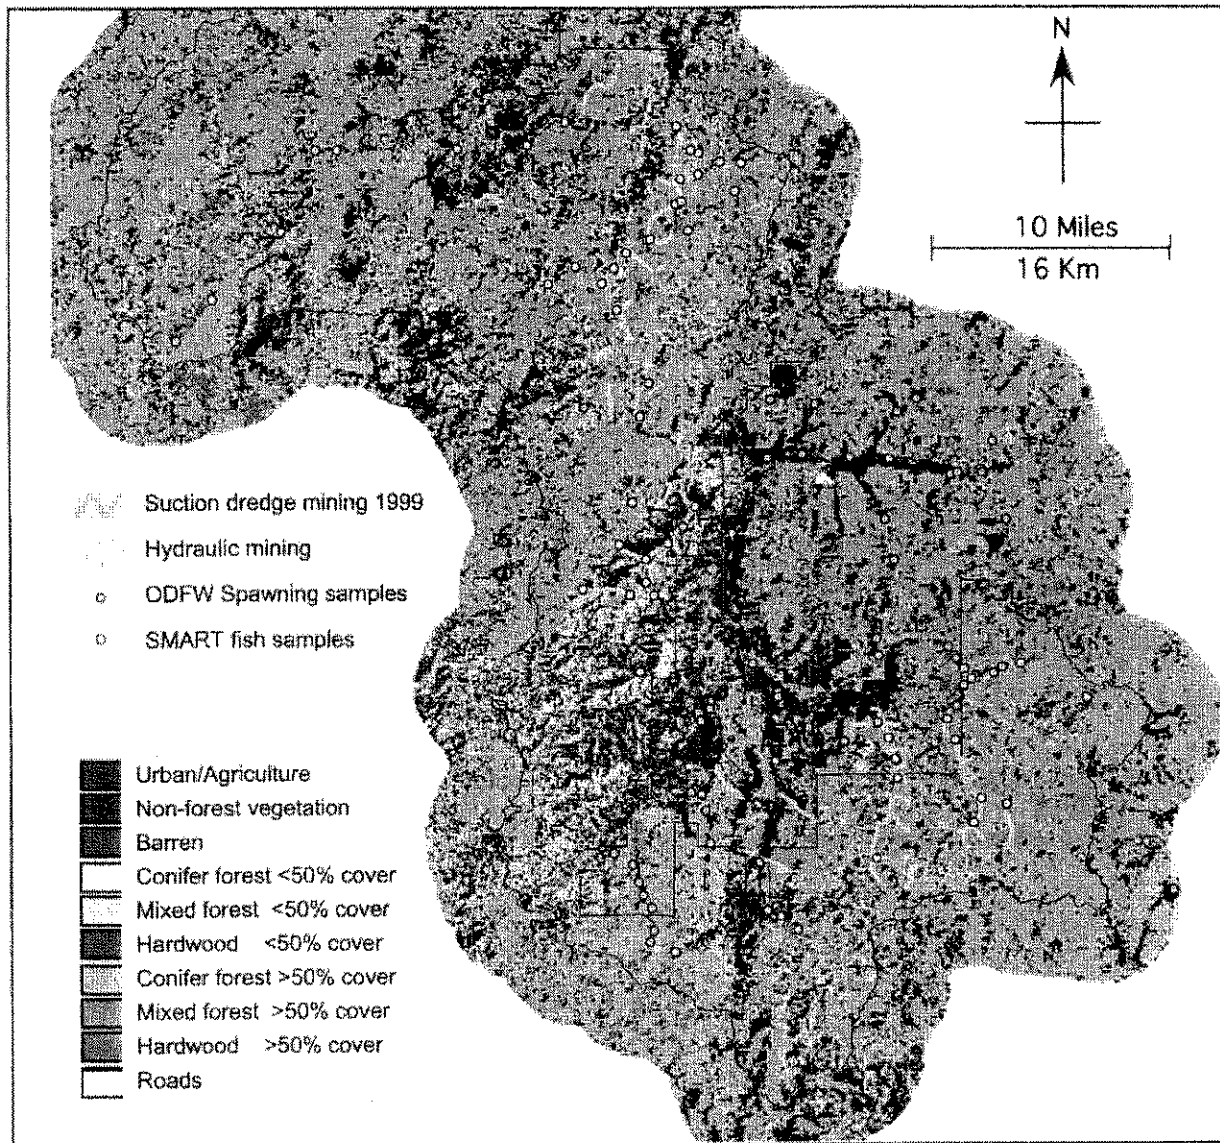 N
10 Miles
16 Km
Suction dredge mining 1999
Hydraulic mining
ODFW Spawning samples
SMART fish samples
Urban/Agriculture
Non-forest vegetation
Barren
Conifer forest <50% cover
Mixed forest <50% cover
Hardwood <50% cover
Conifer forest >50% cover
Mixed forest >50% cover
Hardwood >50% cover
Roads